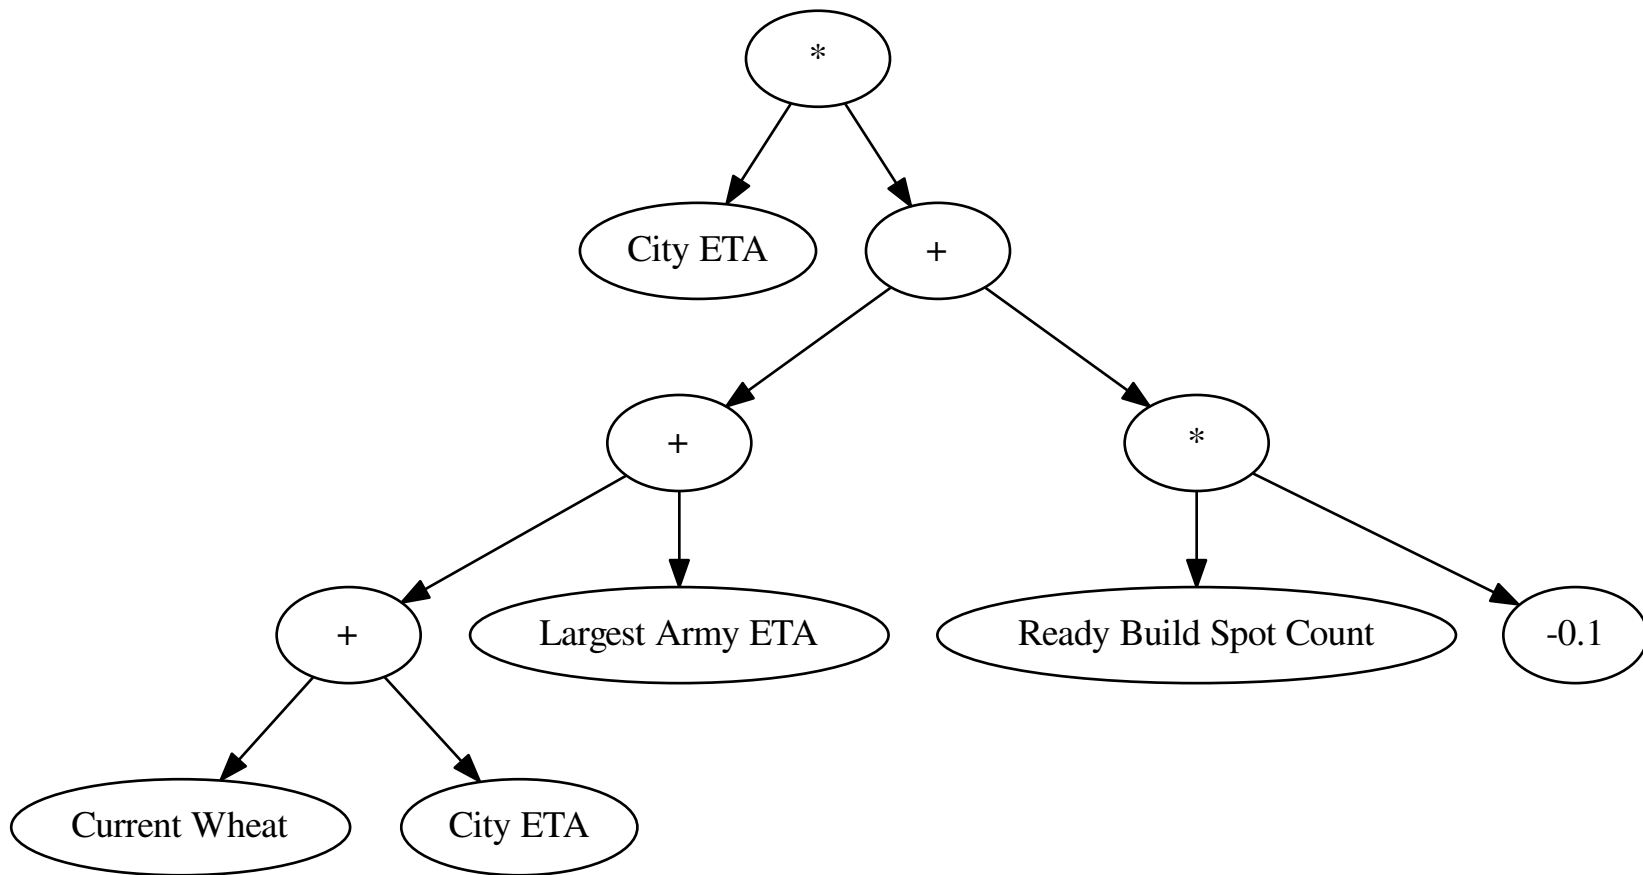 *
City ETA
+
+
*
+
Largest Army ETA
Ready Build Spot Count
-0.1
Current Wheat
City ETA